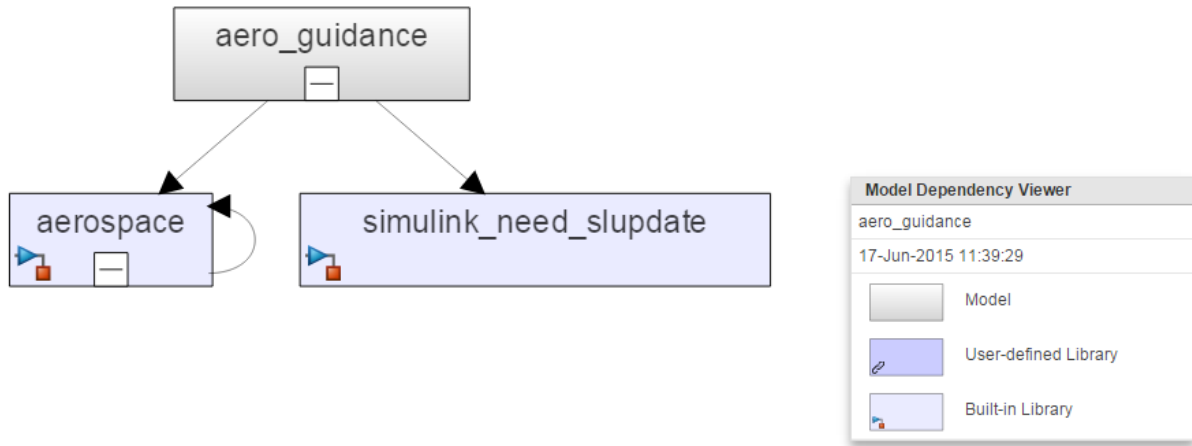 aero_guidance
aerospace
simulink_need_slupdate
Model Dependency Viewer
aero_guidance
17-Jun-2015 11:39:29
Model
User-defined Library
Built-in Library